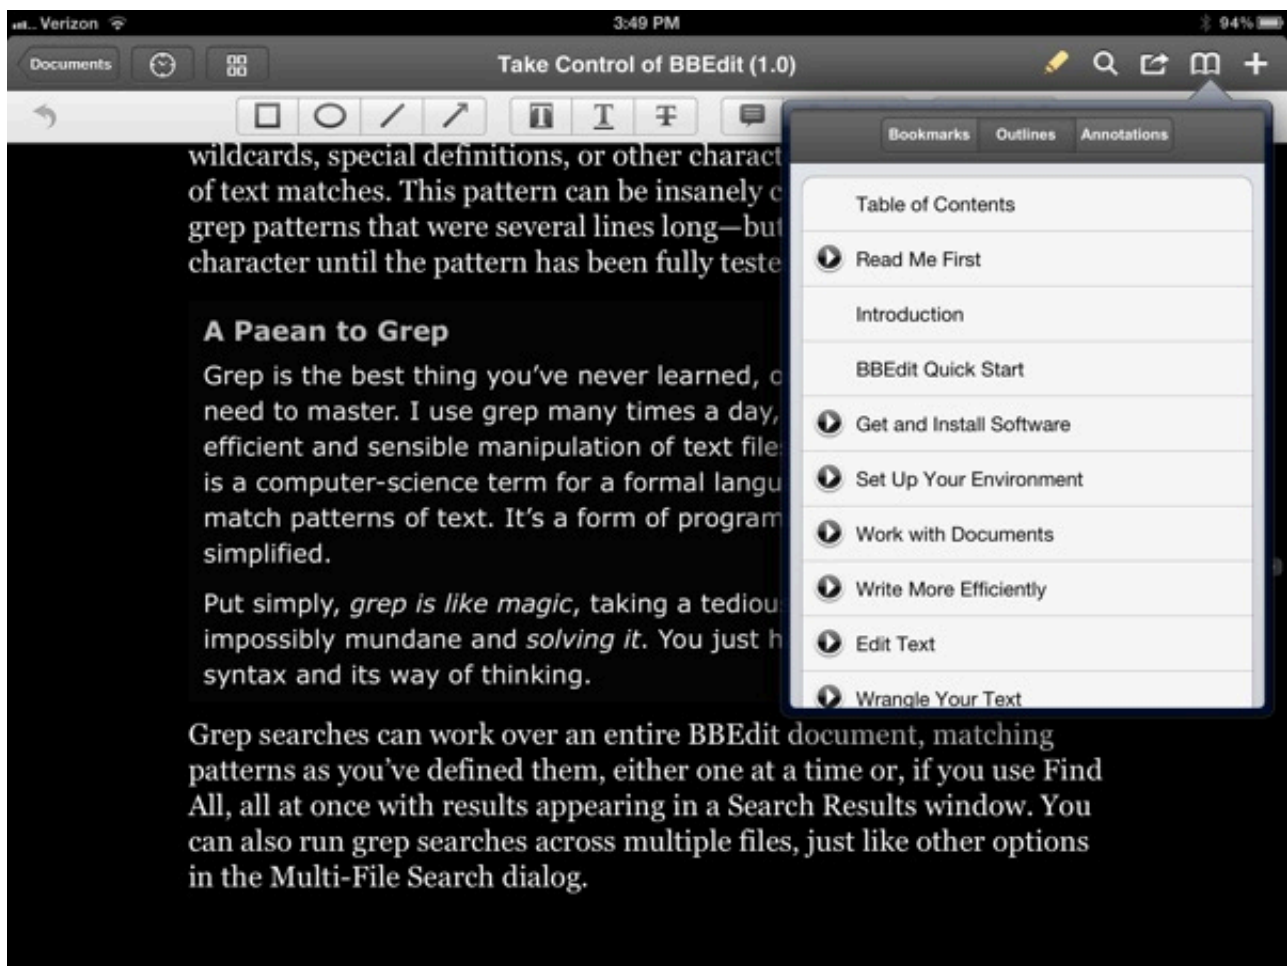 Verizon 3:49 PM 94%
Documents Take Control of BBEdit (1.0)
T T T
wildcards, special definitions, or other charact
of text matches. This pattern can be insanely c
grep patterns that were several lines long—but
character until the pattern has been fully teste
A Paean to Grep
Grep is the best thing you've never learned, o
need to master. I use grep many times a day,
efficient and sensible manipulation of text file
is a computer-science term for a formal langu
match patterns of text. It's a form of program
simplified.
Put simply, grep is like magic, taking a tediou
impossibly mundane and solving it. You just h
syntax and its way of thinking.
Grep searches can work over an entire BBEdit document, matching
patterns as you've defined them, either one at a time or, if you use Find
All, all at once with results appearing in a Search Results window. You
can also run grep searches across multiple files, just like other options
in the Multi-File Search dialog.
Bookmarks Outlines Annotations
Table of Contents
Read Me First
Introduction
BBEdit Quick Start
Get and Install Software
Set Up Your Environment
Work with Documents
Write More Efficiently
Edit Text
Wrangle Your Text